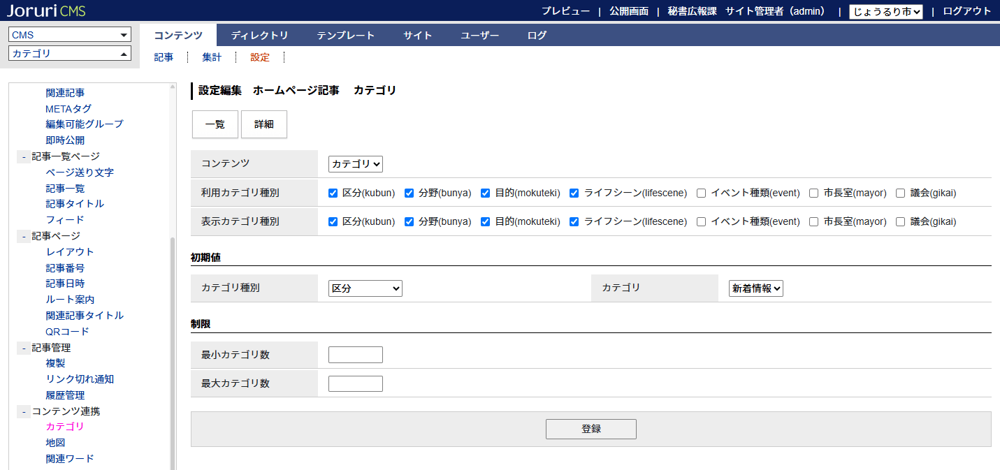 Joruri CMS プレビュー | 公開画面 | 秘書広報課 サイト管理者（admin） | じょうるり市 | ログアウト
CMS
コンテンツ ディレクトリ テンプレート サイト ユーザー ログ
カテゴリ
記事 集計 設定
関連記事
METAタグ
編集可能グループ
即時公開
- 記事一覧ページ
ページ送り文字
記事一覧
記事タイトル
フィード
- 記事ページ
レイアウト
記事番号
記事日時
ルート案内
関連記事タイトル
QRコード
- 記事管理
複製
リンク切れ通知
履歴管理
- コンテンツ連携
カテゴリ
地図
関連ワード
設定編集 ホームページ記事 カテゴリ
一覧 詳細
コンテンツ カテゴリ
利用カテゴリ種別 区分(kubun) 分野(bunya) 目的(mokuteki) ライフシーン(lifescene) イベント種類(event) 市長室(mayor) 議会(gikai)
表示カテゴリ種別 区分(kubun) 分野(bunya) 目的(mokuteki) ライフシーン(lifescene) イベント種類(event) 市長室(mayor) 議会(gikai)
初期値
カテゴリ種別 区分 カテゴリ 新着情報
制限
最小カテゴリ数
最大カテゴリ数
登録